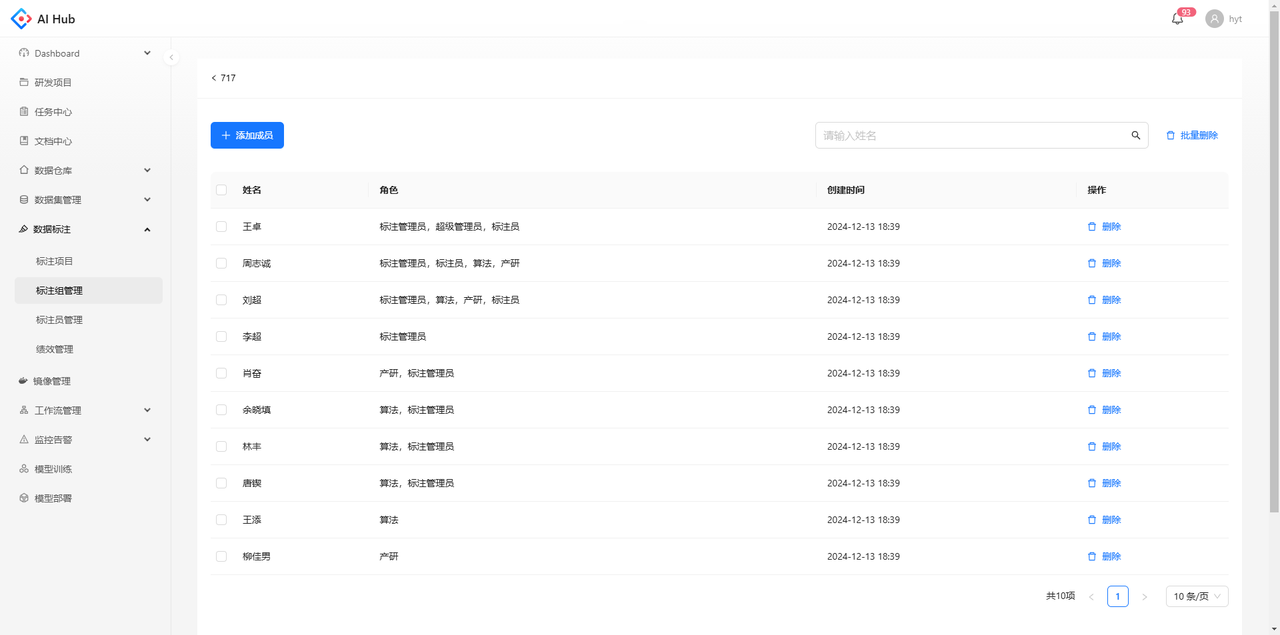 AI Hub
93
hyt
Dashboard
研发项目
任务中心
文档中心
数据仓库
数据集管理
数据标注
标注项目
标注组管理
标注员管理
绩效管理
镜像管理
工作流管理
监控告警
模型训练
模型部署
717
添加成员
请输入姓名
批量删除
姓名 角色 创建时间 操作
王卓 标注管理员，超级管理员，标注员 2024-12-13 18:39 删除
周志诚 标注管理员，标注员，算法，产研 2024-12-13 18:39 删除
刘超 标注管理员，算法，产研，标注员 2024-12-13 18:39 删除
李超 标注管理员 2024-12-13 18:39 删除
肖奋 产研，标注管理员 2024-12-13 18:39 删除
余晓填 算法，标注管理员 2024-12-13 18:39 删除
林丰 算法，标注管理员 2024-12-13 18:39 删除
唐锲 算法，标注管理员 2024-12-13 18:39 删除
王添 算法 2024-12-13 18:39 删除
柳佳男 产研 2024-12-13 18:39 删除
共10项
1
10 条/页